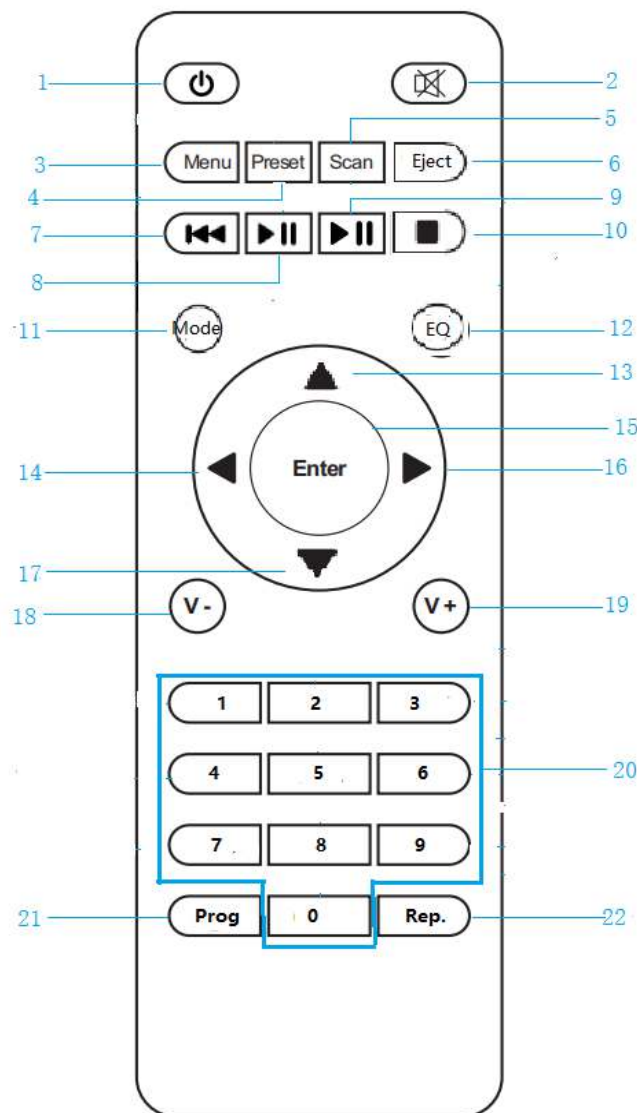 1 2
5
3 Menu Preset Scan Eject 6
4 9
7 10
8
11 Mode EQ 12
13
15
14 Enter 16
17
18 V - V + 19
1 2 3
4 5 6 20
7 8 9
21 Prog 0 Rep. 22